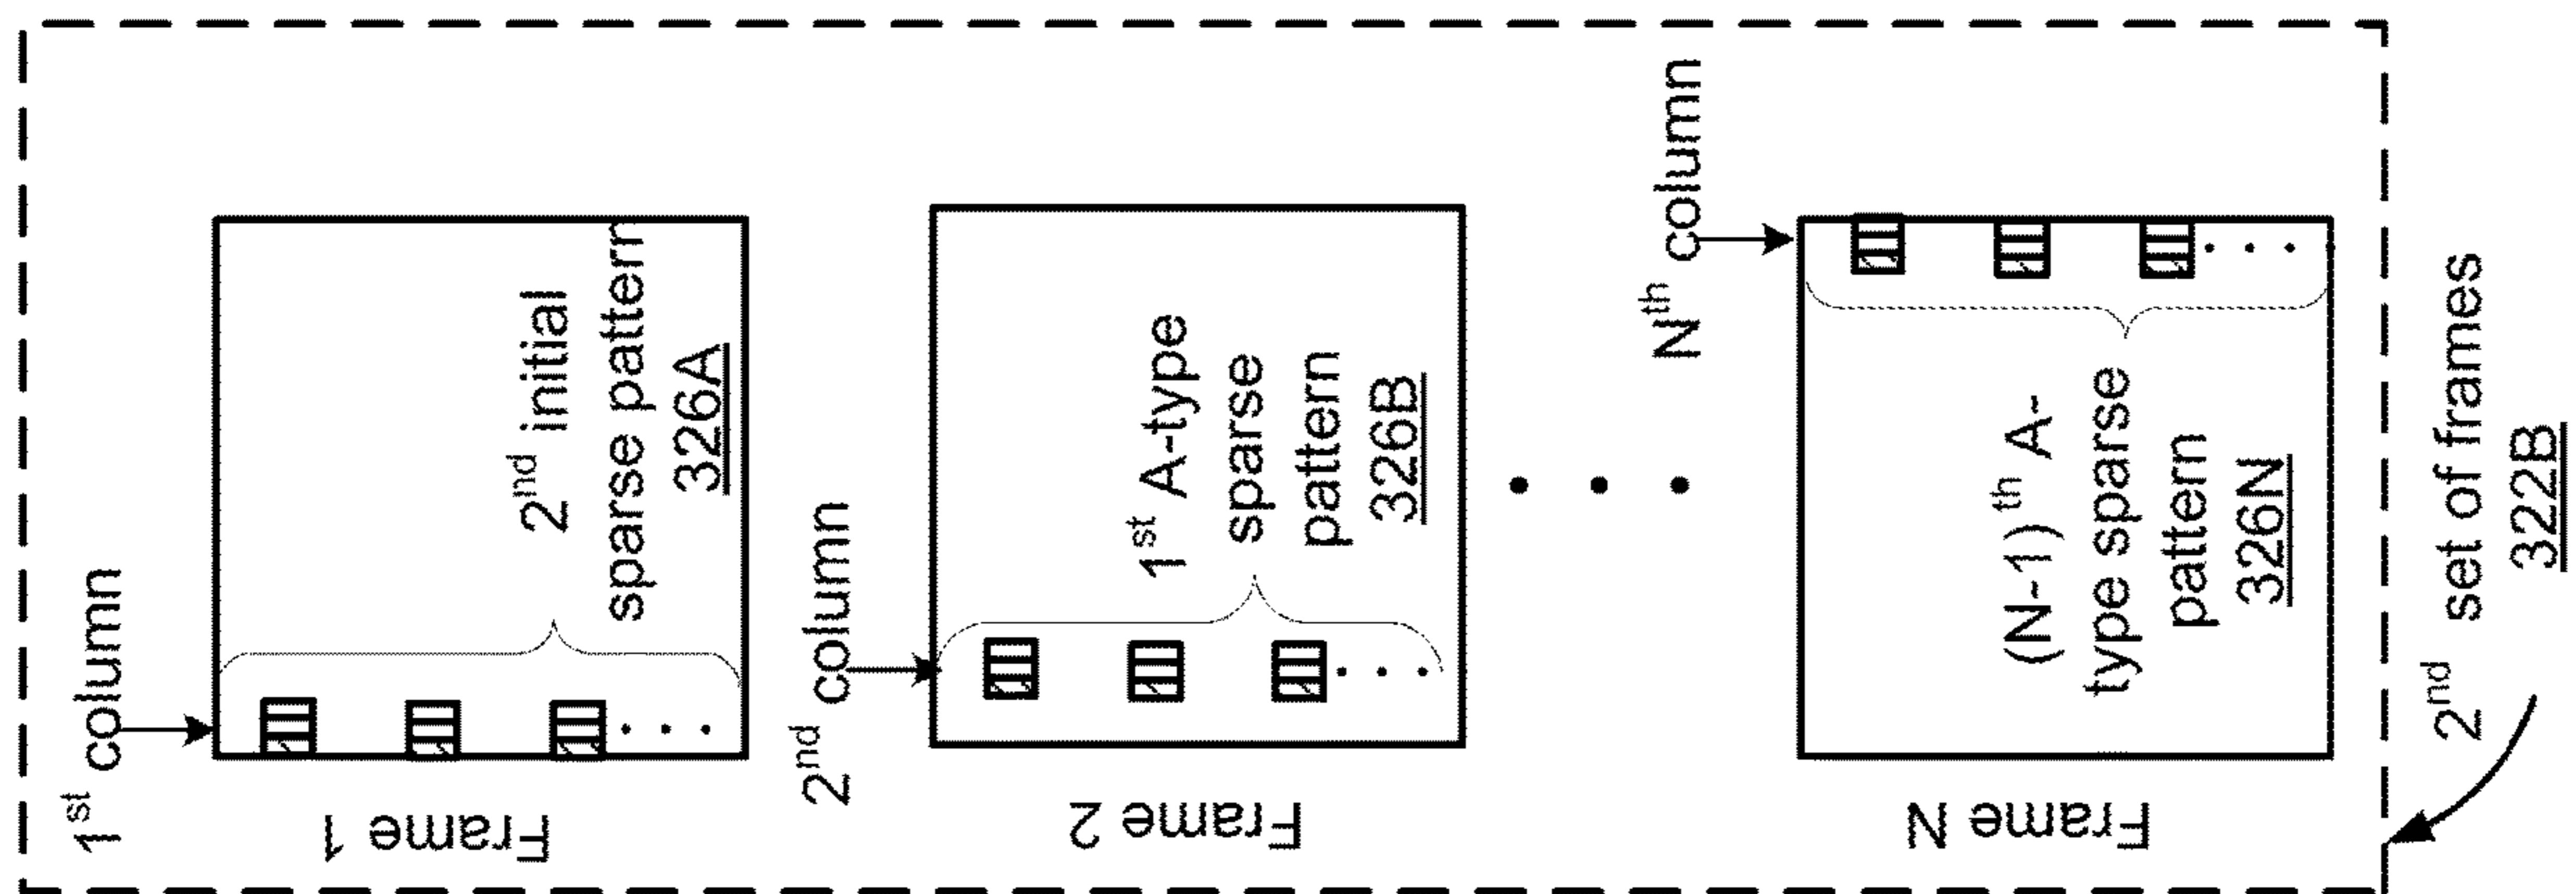 Frame 1
1st column
2nd initial
sparse pattern
326A
Frame 2
2nd column
1st A-type
sparse
pattern
326B
Frame N
Nth column
(N-1)th A-
type sparse
pattern
326N
2nd set of frames
322B